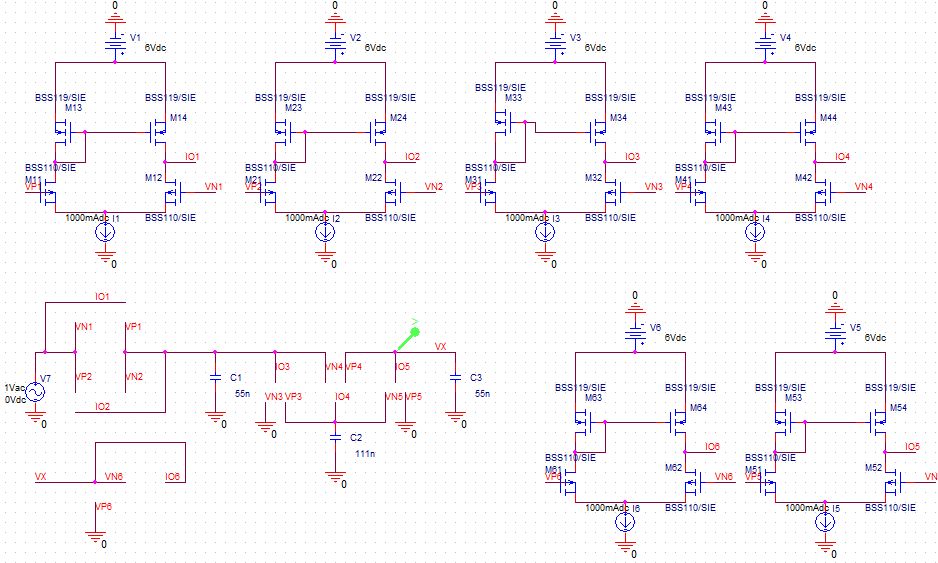 0 0 0 0
V1 V2 V3 V4
6Vdc 6Vdc 6Vdc 6Vdc
BSS119/SIE BSS119/SIE BSS119/SIE BSS119/SIE BSS119/SIE BSS119/SIE BSS119/SIE BSS119/SIE
M13 M14 M23 M24 M33 M34 M43 M44
IO1 IO2 IO3 IO4
BSS110/SIE BSS110/SIE BSS110/SIE BSS110/SIE
M11 M12 M21 M22 M31 M32 M41 M42
VP1 VN1 VP2 VN2 VP3 VN3 VP4 VN4
1000mAdc I1 BSS110/SIE 1000mAdc I2 BSS110/SIE 1000mAdc I3 BSS110/SIE 1000mAdc I4 BSS110/SIE
0 0 0 0
IO1
VN1 VP1
VP2 VN2
IO2
V7
1Vac
0Vdc
0
C1
55n
0
IO3 VN4 VP4 IO5 VX
VN3 VP3 IO4 VN5 VP5
0 0
C2
111n
0
C3
55n
0
>
VX VN6 IO6
VP6
0
0 0
V6 V5
6Vdc 6Vdc
BSS119/SIE BSS119/SIE BSS119/SIE BSS119/SIE
M63 M64 M53 M54
IO6 IO5
BSS110/SIE BSS110/SIE
M61 M62 M51 M52
VP6 VN6 VP5 VN
1000mAdc I6 BSS110/SIE 1000mAdc I5 BSS110/SIE
0 0